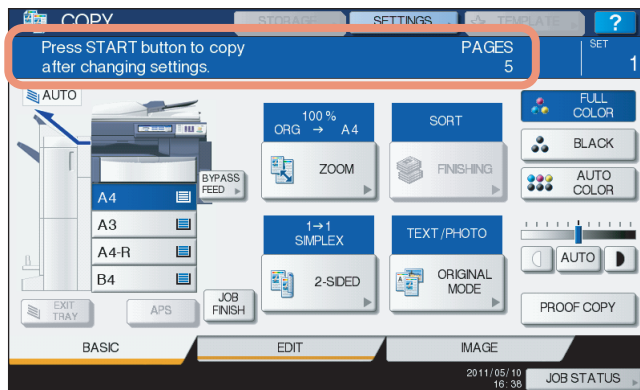 COPY
STORAGE
SETTINGS
TEMPLATE
?
Press START button to copy
after changing settings.
PAGES
5
SET
1
AUTO
100 %
ORG → A4
ZOOM
SORT
FINISHING
FULL
COLOR
BLACK
AUTO
COLOR
BYPASS
FEED
A4
A3
A4-R
B4
1→1
SIMPLEX
2-SIDED
TEXT/PHOTO
ORIGINAL
MODE
AUTO
EXIT
TRAY
APS
JOB
FINISH
PROOF COPY
BASIC
EDIT
IMAGE
2011/05/10
16:38
JOB STATUS